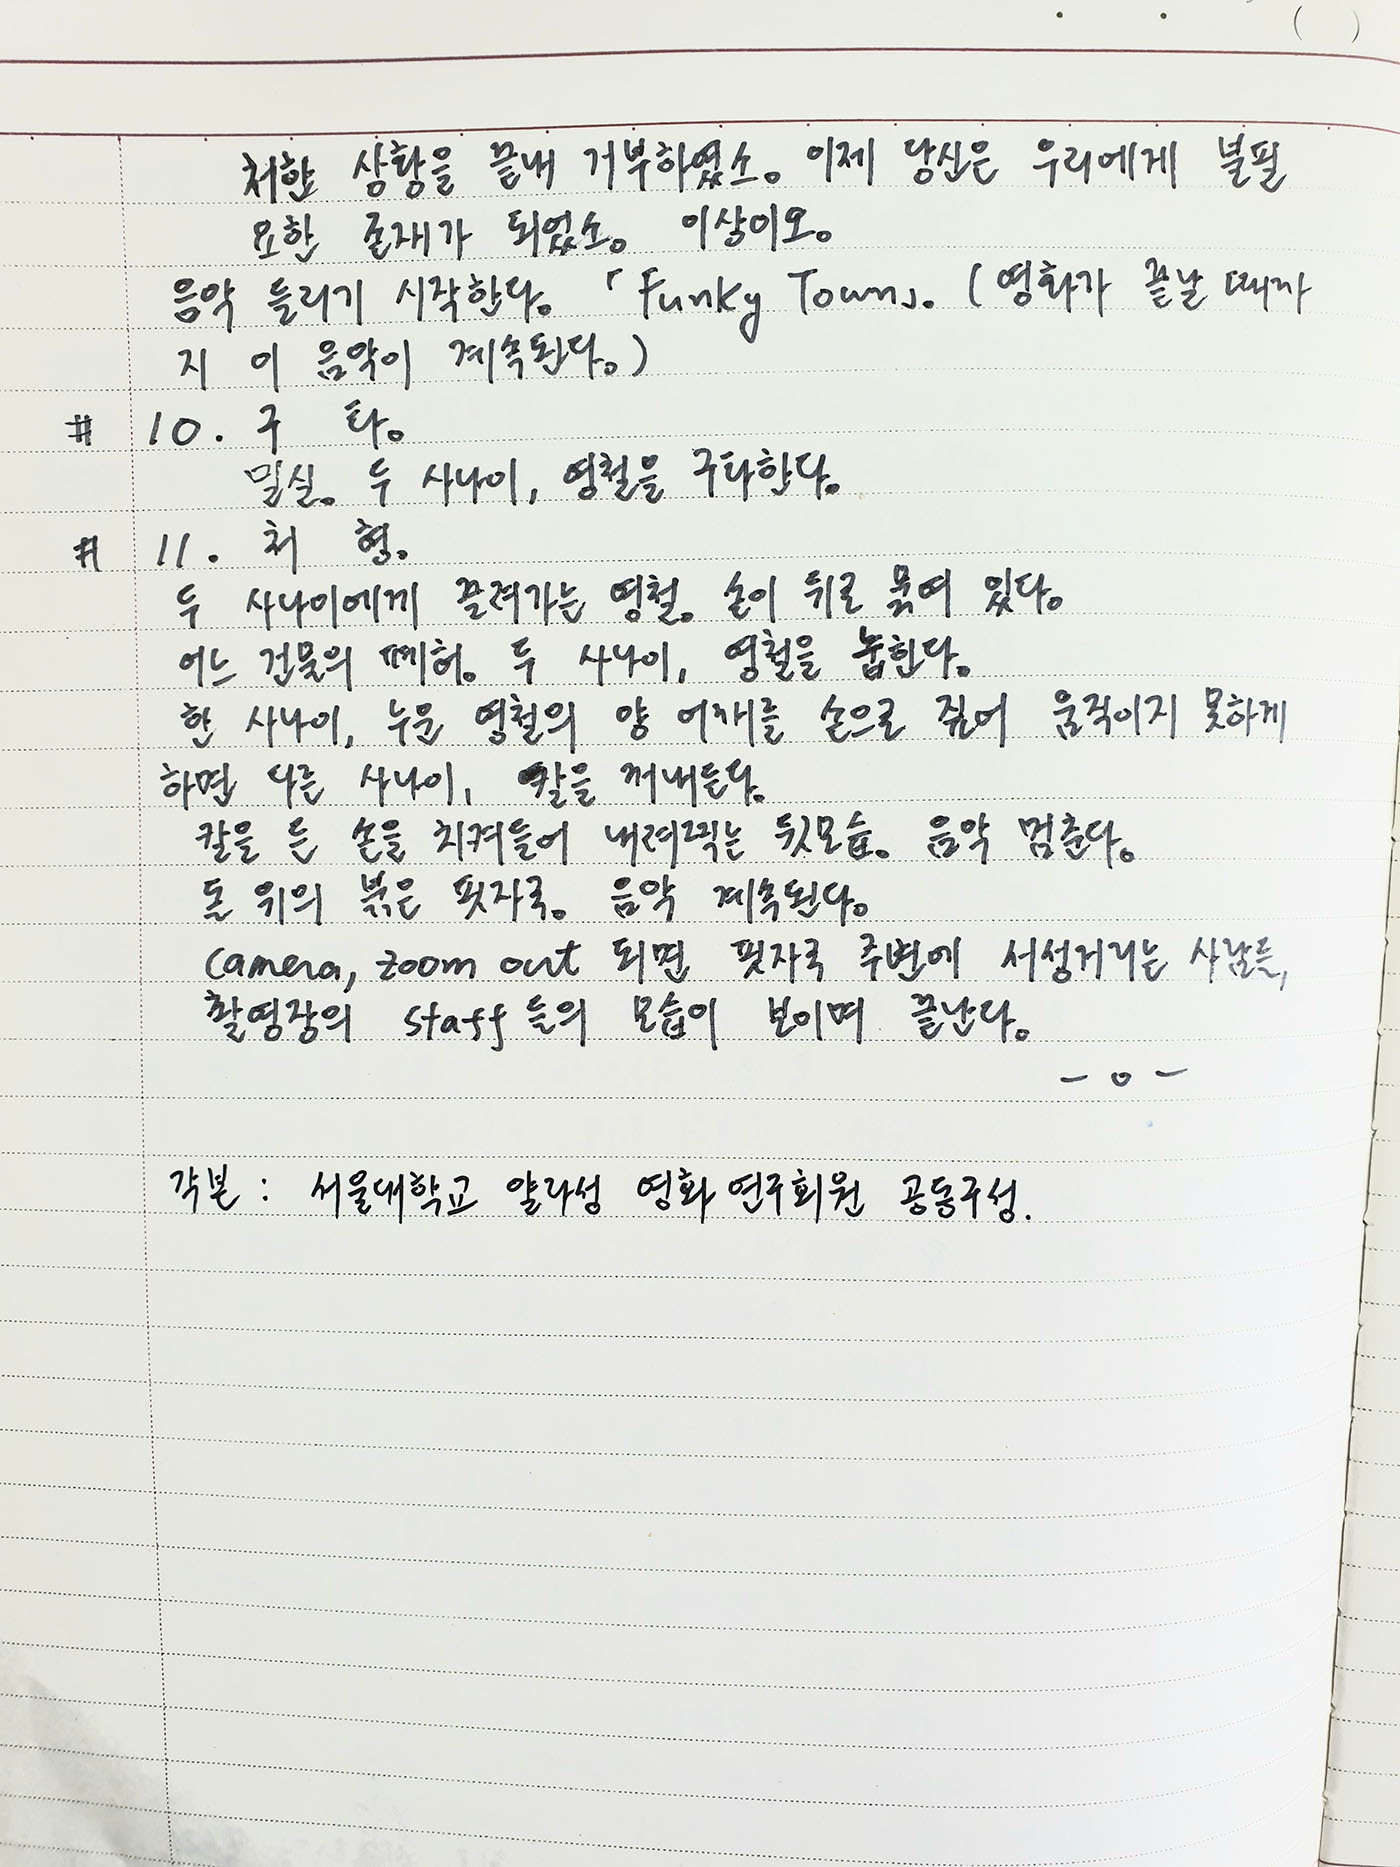 ( )
처한 상황을 끝내 거부하였소。 이제 당신은 우리에게 불필
요한 존재가 되었소。 이상이오。
음악 들리기 시작한다。 「Funky Town」。 (영화가 끝날 때까
지 이 음악이 계속된다。)
# 10. 구 타。
밀실。 두 사나이, 영철을 구타한다。
# 11. 처 형。
두 사나이에게 끌려가는 영철。 손이 뒤로 묶여 있다。
어느 건물의 폐허。 두 사나이, 영철을 눕힌다。
한 사나이, 누운 영철의 양 어깨를 손으로 짚어 움직이지 못하게
하면 다른 사나이, 칼을 꺼내든다。
칼을 든 손을 치켜들어 내려찍는 뒷모습。 음악 멈춘다。
돌 위의 붉은 핏자국。 음악 계속된다。
camera, zoom out 되면 핏자국 주변에 서성거리는 사람들,
촬영장의 staff들의 모습이 보이며 끝난다。
- o -
각본 : 서울대학교 얄라성 영화연구회원 공동구성.